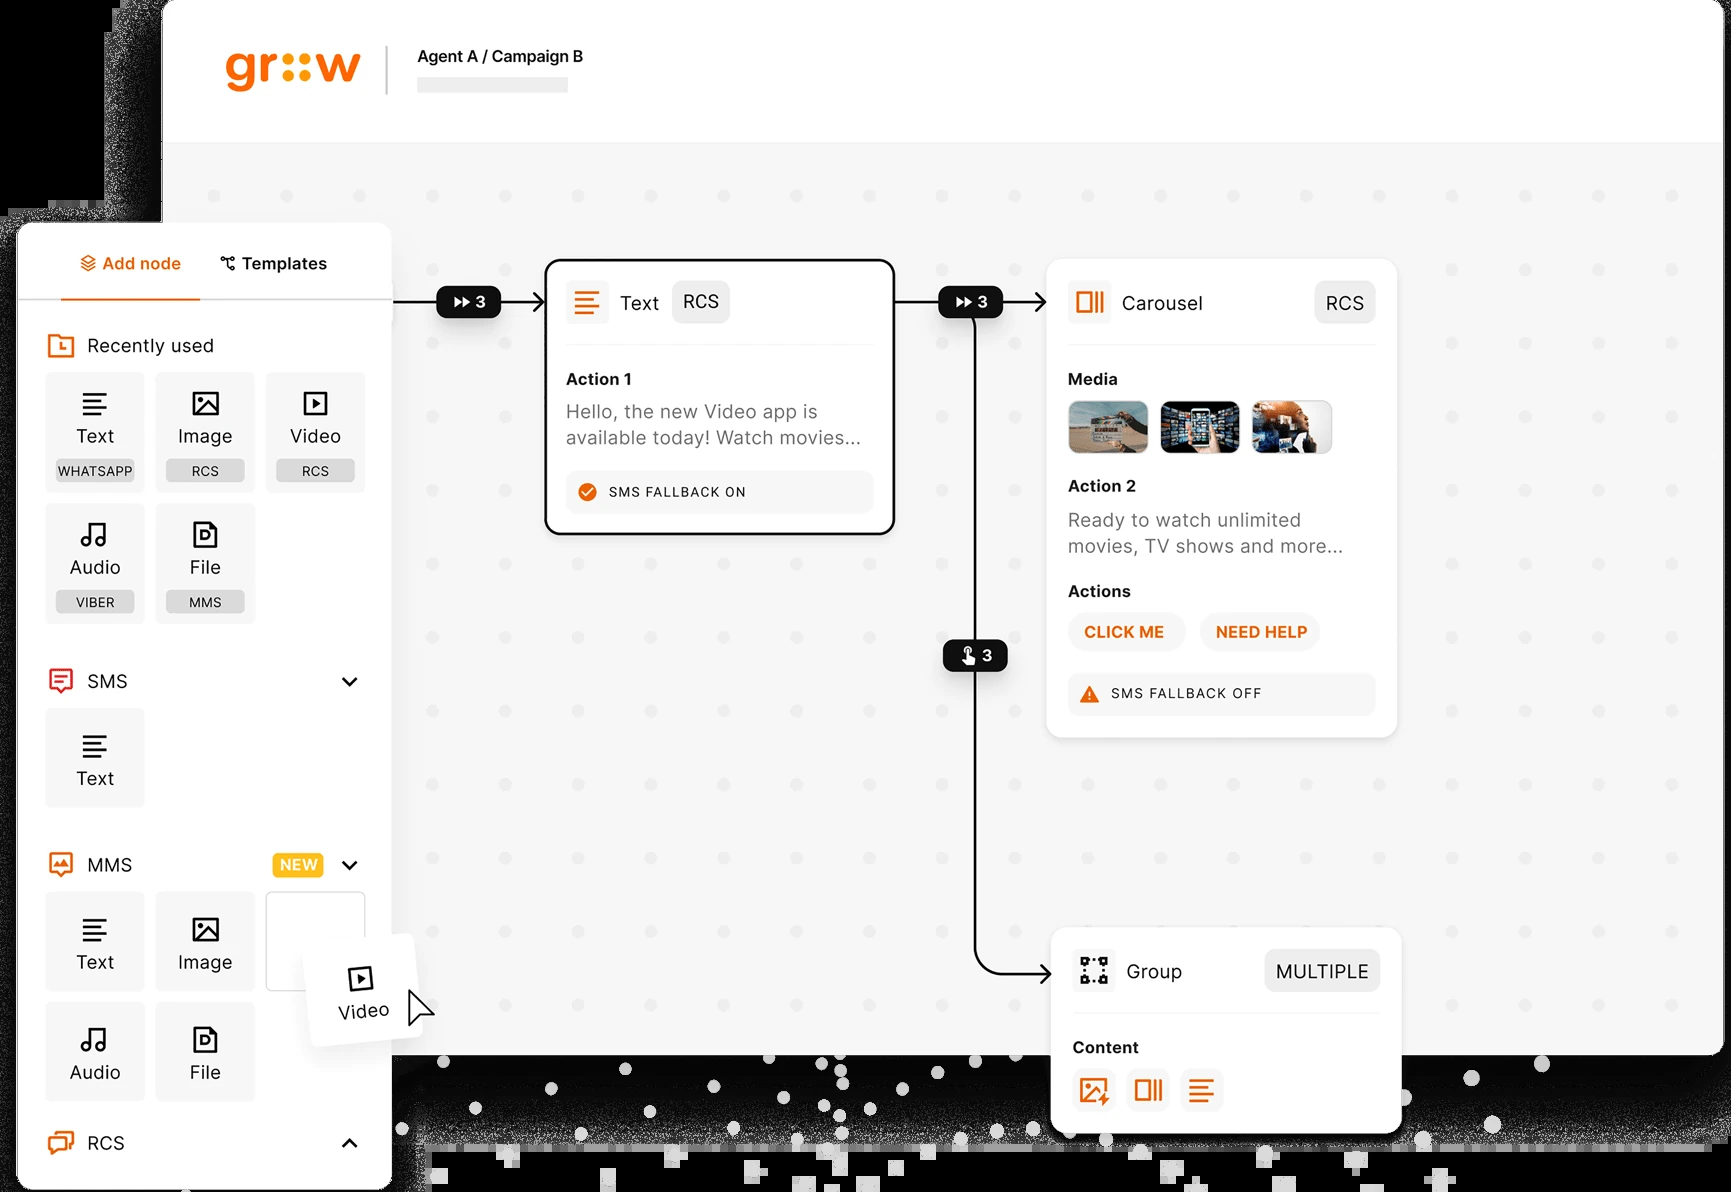 gr::w
Agent A / Campaign B
Add node
Templates
Recently used
Text
WHATSAPP
Image
RCS
Video
RCS
Audio
VIBER
File
MMS
SMS
Text
MMS
NEW
Text
Image
Video
Audio
File
RCS
3
Text
RCS
Action 1
Hello, the new Video app is
available today! Watch movies...
SMS FALLBACK ON
3
3
Carousel
RCS
Media
Action 2
Ready to watch unlimited
movies, TV shows and more...
Actions
CLICK ME
NEED HELP
SMS FALLBACK OFF
Group
MULTIPLE
Content